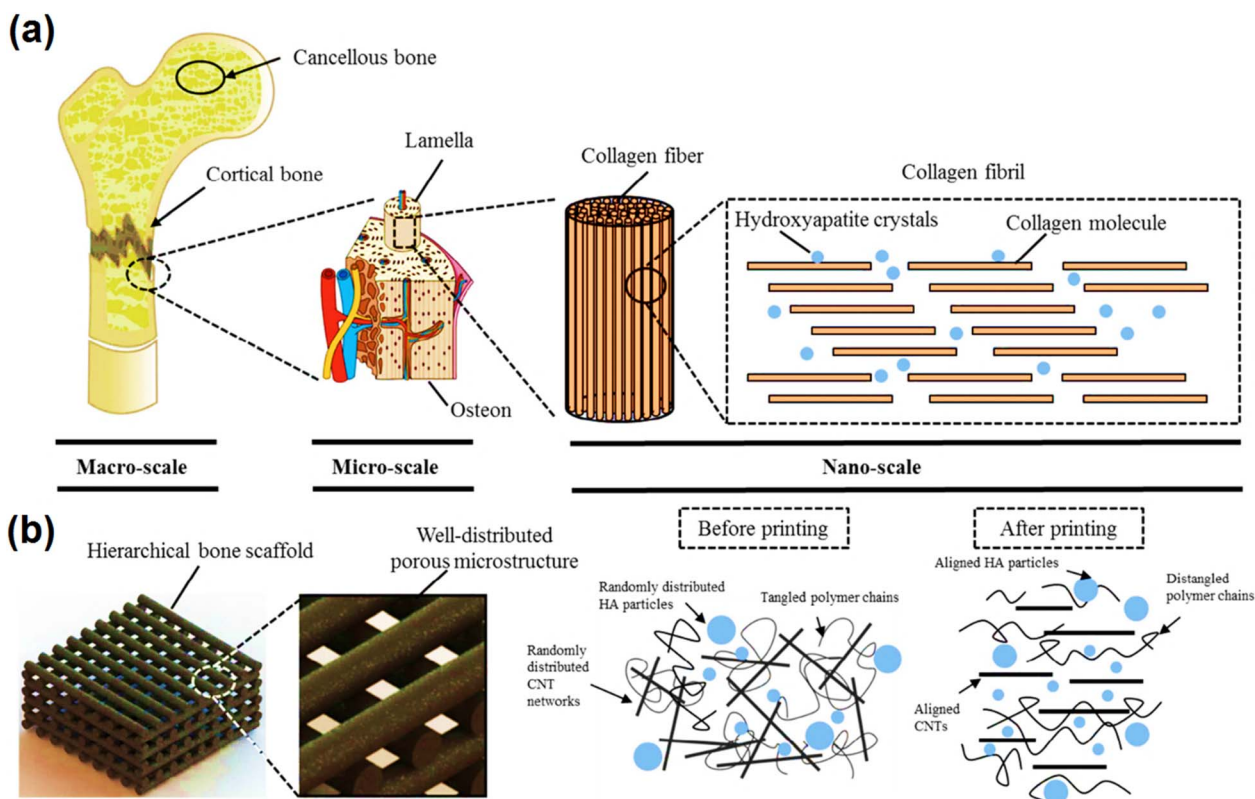 (a)
Cancellous bone
Cortical bone
Lamella
Osteon
Collagen fiber
Collagen fibril
Hydroxyapatite crystals
Collagen molecule
Macro-scale
Micro-scale
Nano-scale
(b)
Hierarchical bone scaffold
Well-distributed
porous microstructure
Before printing
Randomly distributed
HA particles
Tangled polymer chains
Randomly
distributed
CNT
networks
After printing
Aligned HA particles
Distangled
polymer chains
Aligned
CNTs